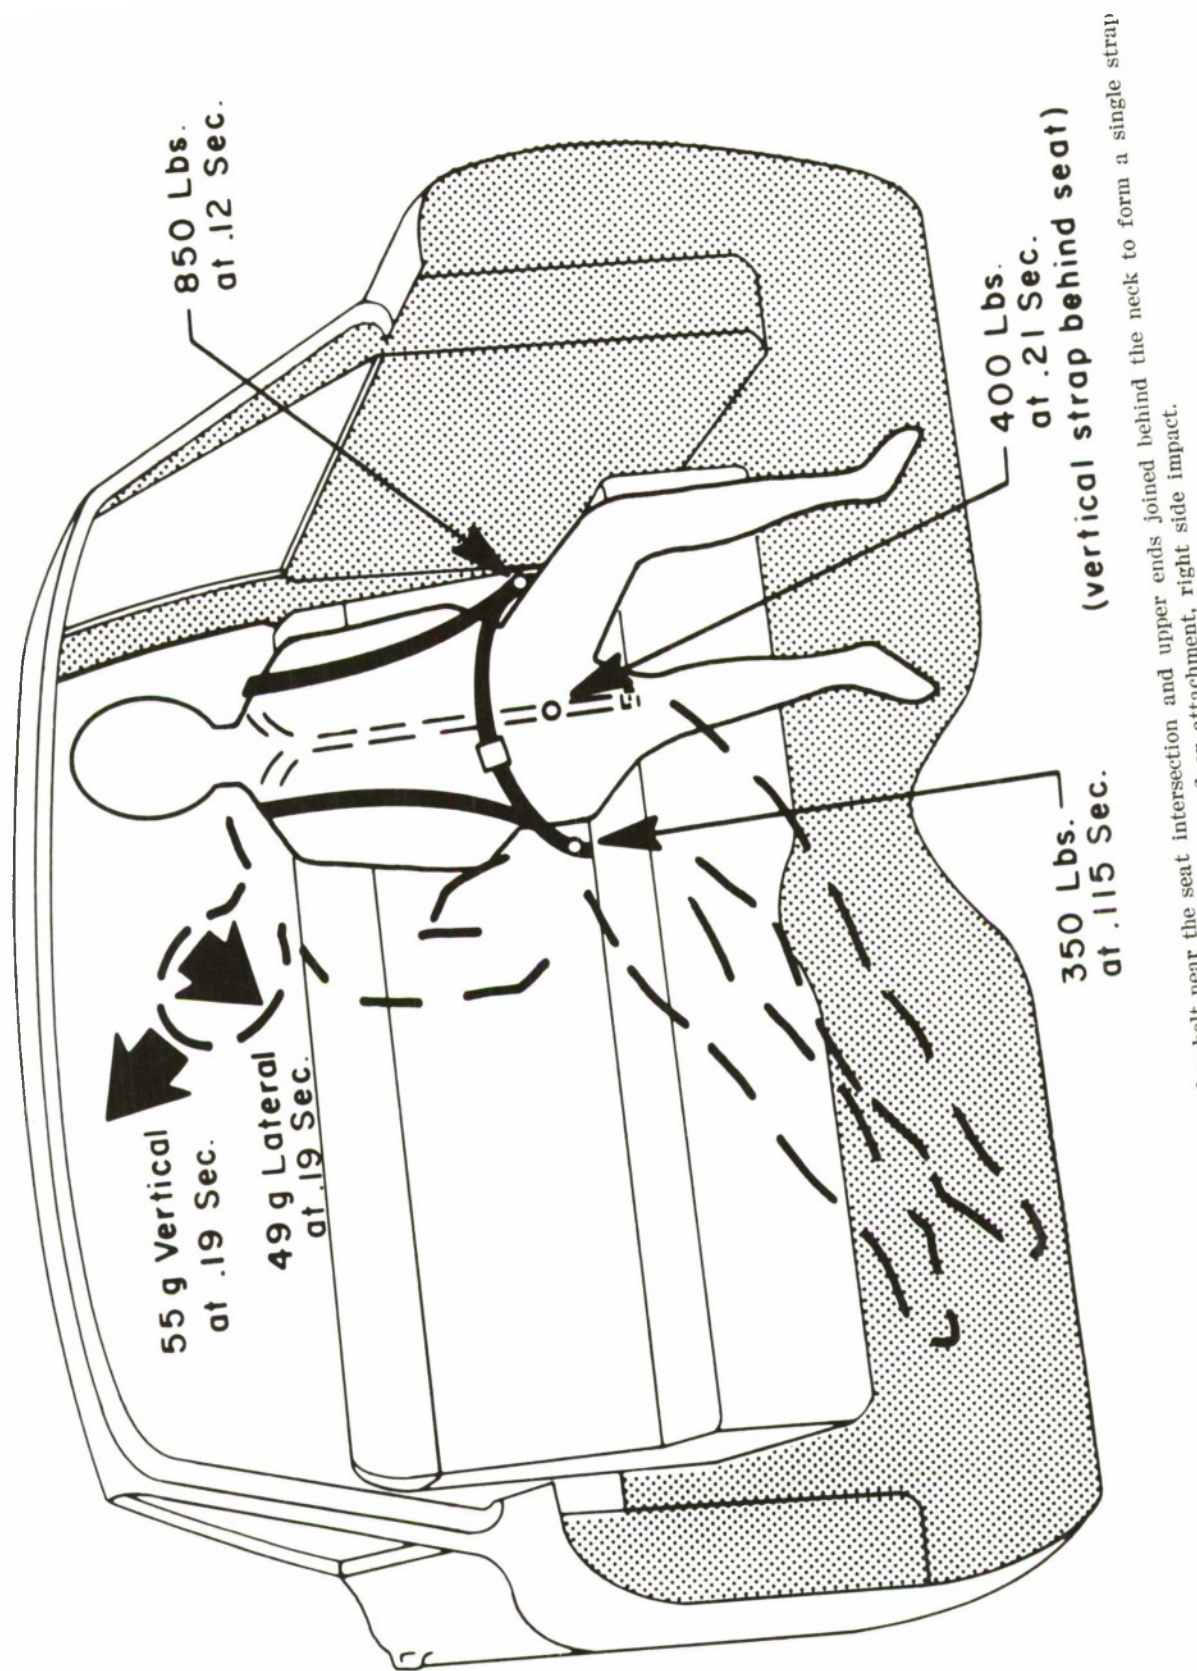 850 Lbs.
at .12 Sec.
55 g Vertical
at .19 Sec.
49 g Lateral
at .19 Sec.
400 Lbs.
at .21 Sec.
(vertical strap behind seat)
350 Lbs.
at .115 Sec.
belt near the seat intersection and upper ends joined behind the neck to form a single strap
attachment, right side impact.